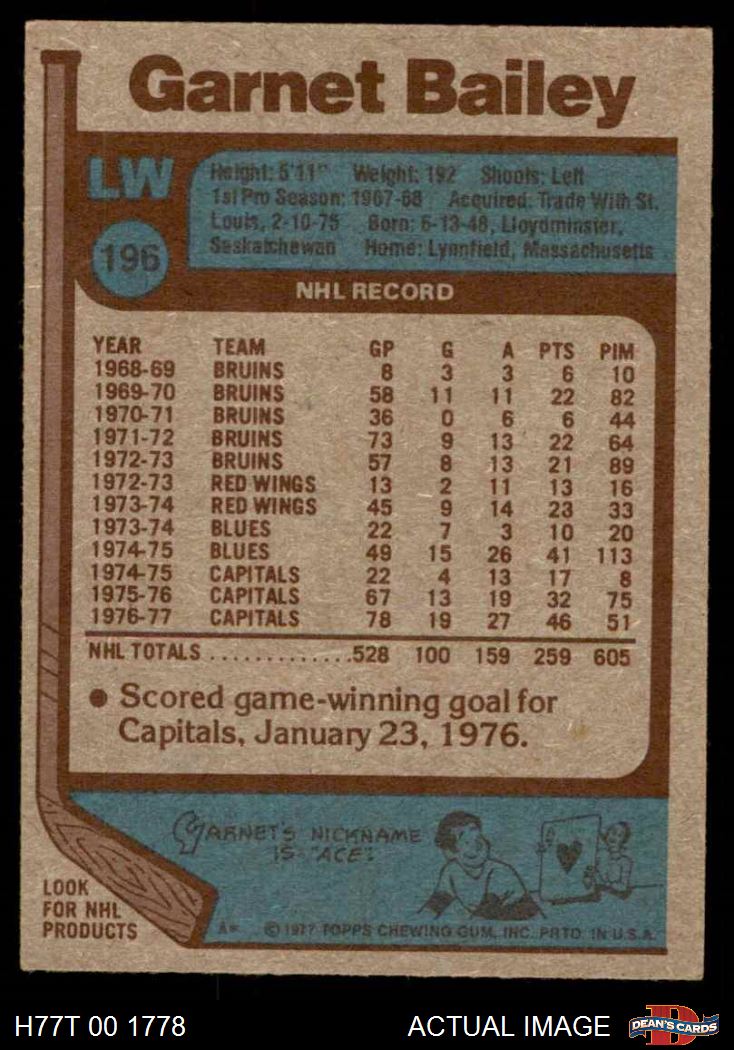 Garnet Bailey
LW
196
Height: 5'11" Weight: 192 Shoots: Left
1st Pro Season: 1967-68 Acquired: Trade With St.
Louis, 2-10-75 Born: 6-13-48, Lloydminster,
Saskatchewan Home: Lynnfield, Massachusetts
NHL RECORD
YEAR TEAM GP G A PTS PIM
1968-69 BRUINS 8 3 3 6 10
1969-70 BRUINS 58 11 11 22 82
1970-71 BRUINS 36 0 6 6 44
1971-72 BRUINS 73 9 13 22 64
1972-73 BRUINS 57 8 13 21 89
1972-73 RED WINGS 13 2 11 13 16
1973-74 RED WINGS 45 9 14 23 33
1973-74 BLUES 22 7 3 10 20
1974-75 BLUES 49 15 26 41 113
1974-75 CAPITALS 22 4 13 17 8
1975-76 CAPITALS 67 13 19 32 75
1976-77 CAPITALS 78 19 27 46 51
NHL TOTALS .............528 100 159 259 605
● Scored game-winning goal for
Capitals, January 23, 1976.
GARNET'S NICKNAME
IS "ACE"
LOOK
FOR NHL
PRODUCTS
A* © 1977 TOPPS CHEWING GUM, INC. PRTD. IN U.S.A.
H77T 00 1778 ACTUAL IMAGE
DEAN'S CARDS